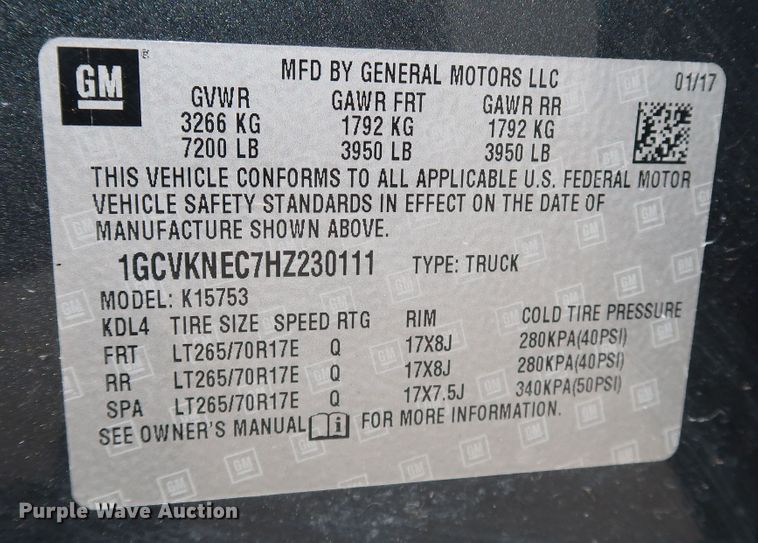 GM ®
MFD BY GENERAL MOTORS LLC 01/17
GVWR GAWR FRT GAWR RR
3266 KG 1792 KG 1792 KG
7200 LB 3950 LB 3950 LB
THIS VEHICLE CONFORMS TO ALL APPLICABLE U.S. FEDERAL MOTOR
VEHICLE SAFETY STANDARDS IN EFFECT ON THE DATE OF
MANUFACTURE SHOWN ABOVE.
1GCVKNEC7HZ230111 TYPE: TRUCK
MODEL: K15753
KDL4 TIRE SIZE SPEED RTG RIM COLD TIRE PRESSURE
FRT LT265/70R17E Q 17X8J 280KPA(40PSI)
RR LT265/70R17E Q 17X8J 280KPA(40PSI)
SPA LT265/70R17E Q 17X7.5J 340KPA(50PSI)
SEE OWNER'S MANUAL i FOR MORE INFORMATION.
Purple Wave Auction